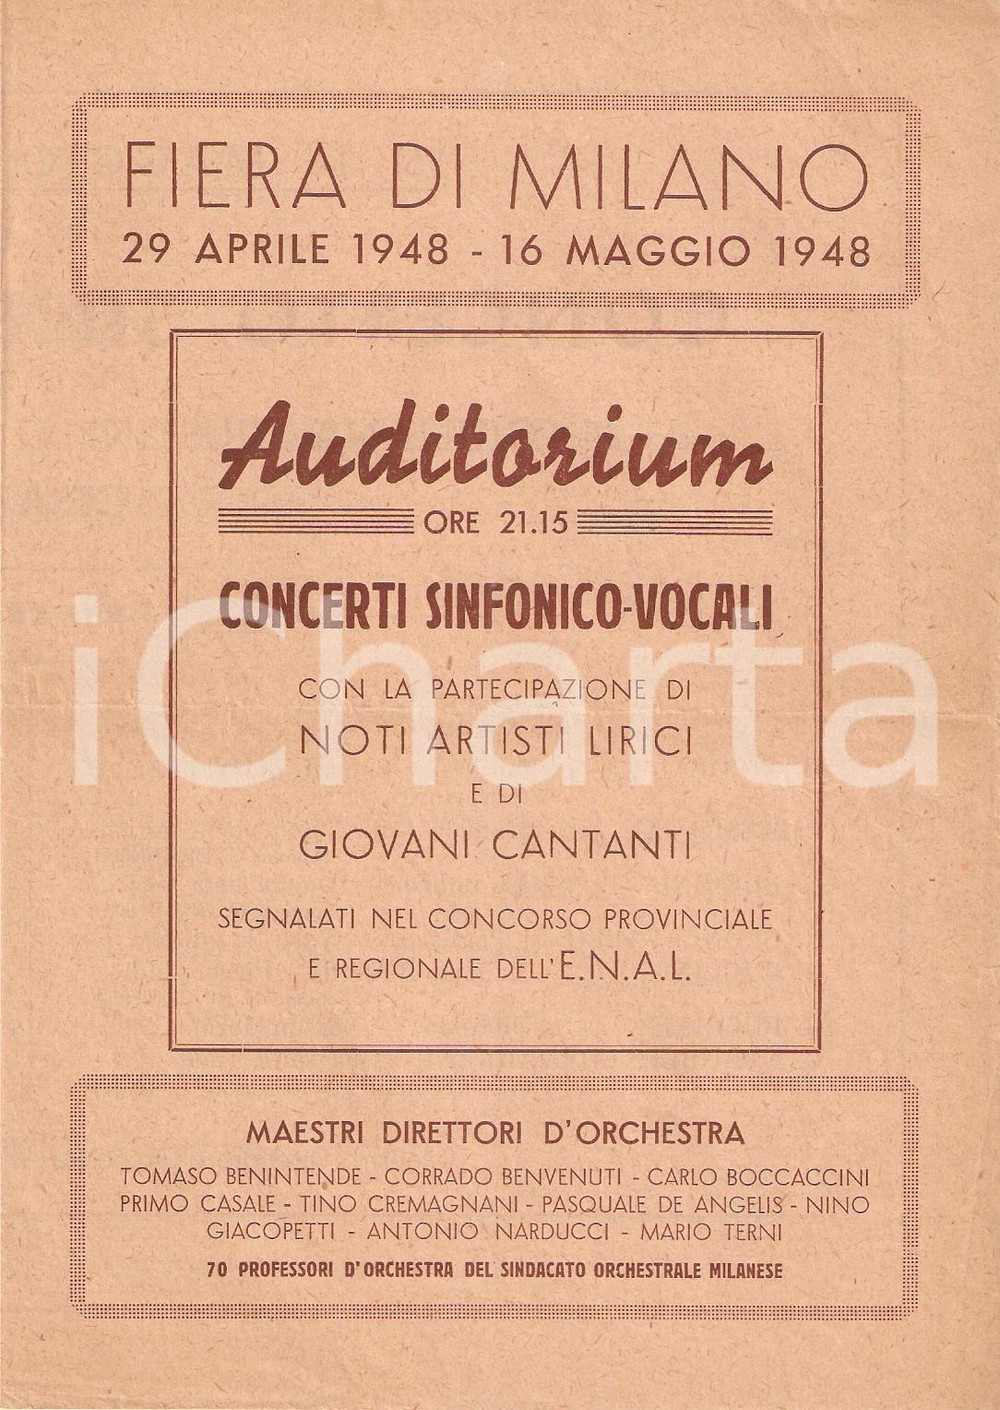 FIERA DI MILANO
29 APRILE 1948 - 16 MAGGIO 1948
Auditorium
ORE 21.15
CONCERTI SINFONICO-VOCALI
CON LA PARTECIPAZIONE DI
NOTI ARTISTI LIRICI
E DI
GIOVANI CANTANTI
SEGNALATI NEL CONCORSO PROVINCIALE
E REGIONALE DELL'E.N.A.L.
MAESTRI DIRETTORI D'ORCHESTRA
TOMASO BENINTENDE - CORRADO BENVENUTI - CARLO BOCCACCINI
PRIMO CASALE - TINO CREMAGNANI - PASQUALE DE ANGELIS - NINO
GIACOPETTI - ANTONIO NARDUCCI - MARIO TERNI
70 PROFESSORI D'ORCHESTRA DEL SINDACATO ORCHESTRALE MILANESE
iCharta